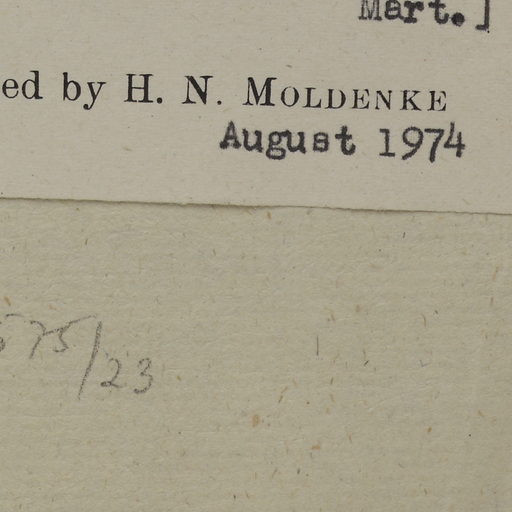 Mart.]
ed by H. N. MOLDENKE
August 1974
575/23